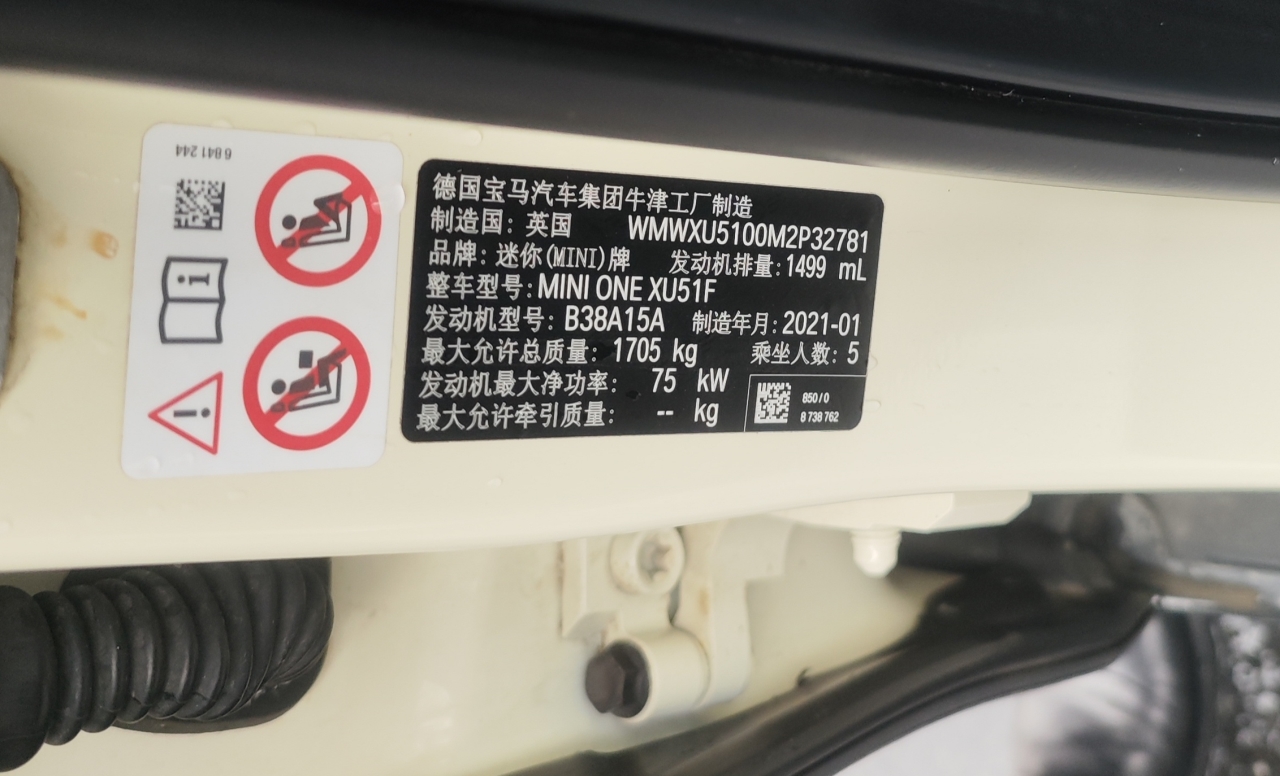 6 841 244
德国宝马汽车集团牛津工厂制造
制造国: 英国 WMWXU5100M2P32781
品牌: 迷你(MINI)牌 发动机排量: 1499 mL
整车型号: MINI ONE XU51F
发动机型号: B38A15A 制造年月: 2021-01
最大允许总质量: 1705 kg 乘坐人数: 5
发动机最大净功率: 75 kW
最大允许牵引质量: -- kg
850/0
8 738 762